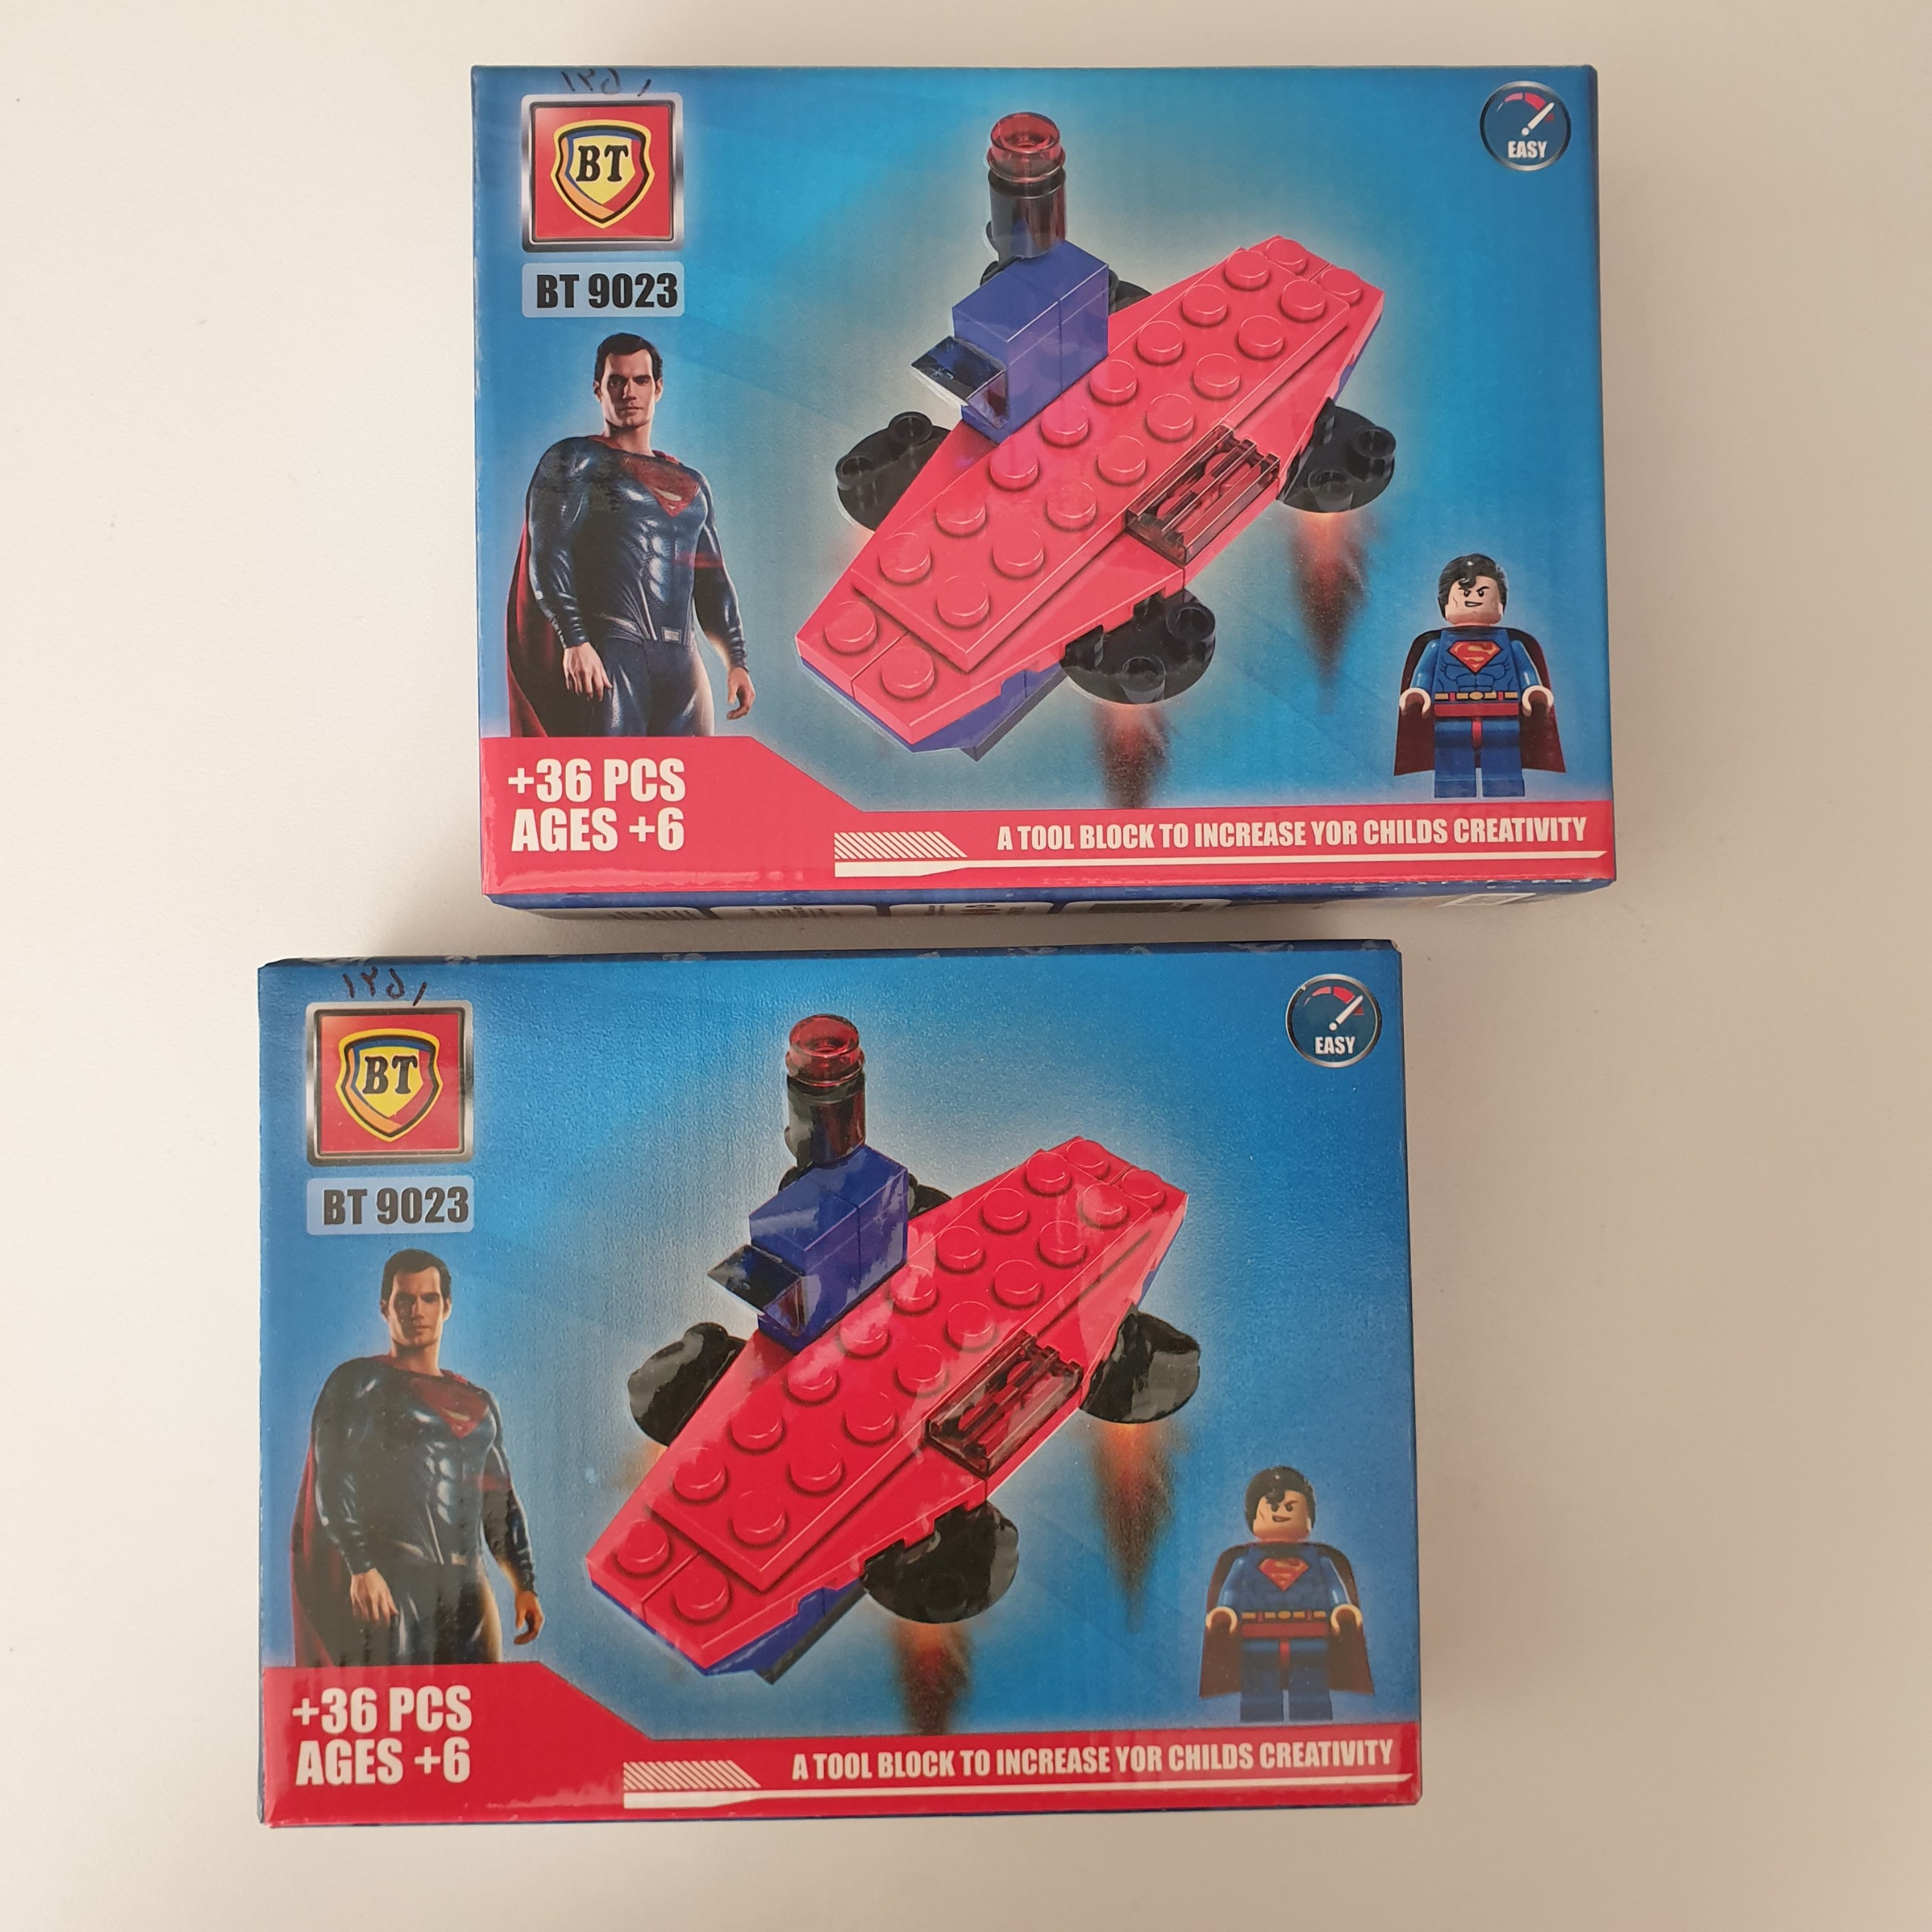 BT
EASY
BT 9023
+36 PCS
AGES +6
A TOOL BLOCK TO INCREASE YOR CHILDS CREATIVITY
BT
EASY
BT 9023
+36 PCS
AGES +6
A TOOL BLOCK TO INCREASE YOR CHILDS CREATIVITY